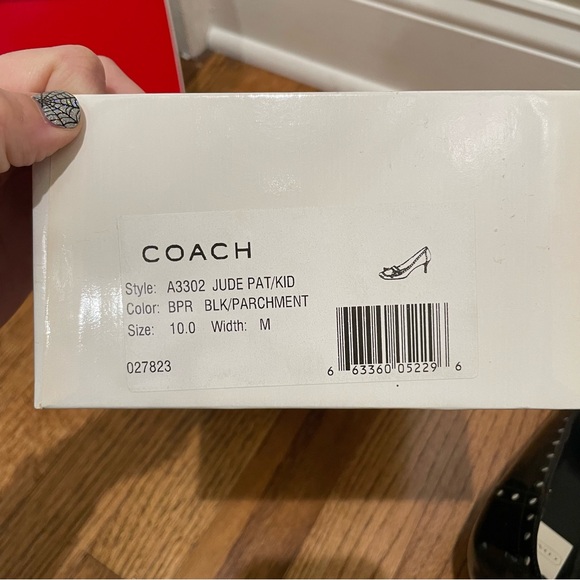 COACH
Style: A3302 JUDE PAT/KID
Color: BPR BLK/PARCHMENT
Size: 10.0 Width: M
027823
6 63360 05229 6